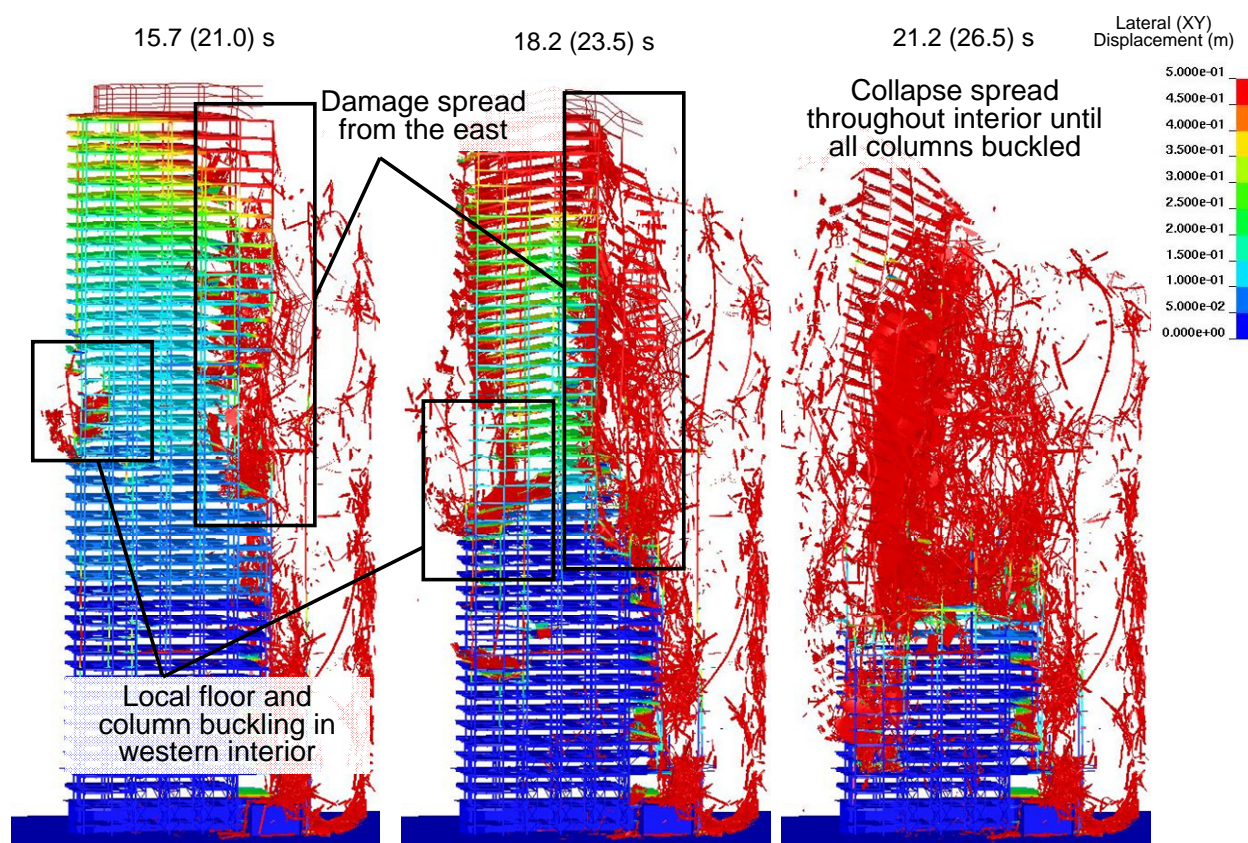 15.7 (21.0) s
18.2 (23.5) s
21.2 (26.5) s
Lateral (XY)
Displacement (m)
5.000e-01
4.500e-01
4.000e-01
3.500e-01
3.000e-01
2.500e-01
2.000e-01
1.500e-01
1.000e-01
5.000e-02
0.000e+00
Damage spread
from the east
Collapse spread
throughout interior until
all columns buckled
Local floor and
column buckling in
western interior